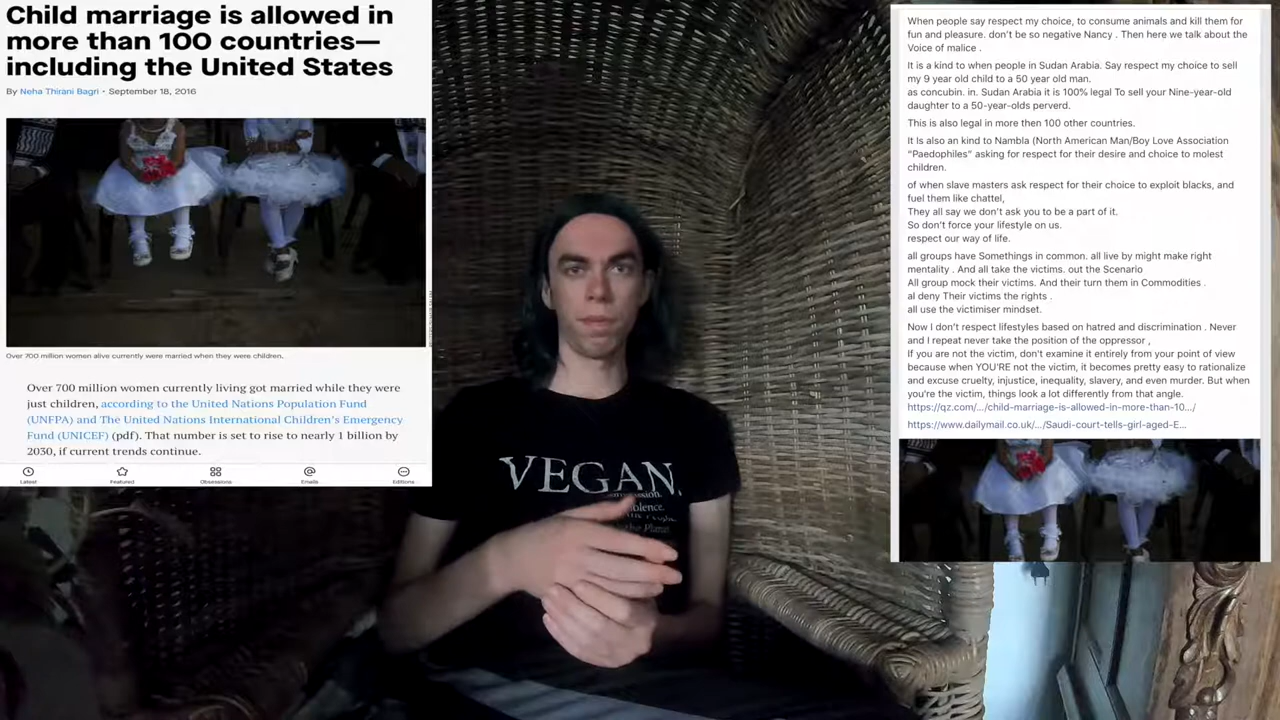 Child marriage is allowed in
more than 100 countries—
including the United States
By Neha Thirani Bagri • September 18, 2016
Over 700 million women alive currently were married when they were children.
Over 700 million women currently living got married while they were
just children, according to the United Nations Population Fund
(UNFPA) and The United Nations International Children's Emergency
Fund (UNICEF) (pdf). That number is set to rise to nearly 1 billion by
2030, if current trends continue.
Latest
Featured
Obsessions
Emails
Editions
VEGAN.
the Planet.
When people say respect my choice, to consume animals and kill them for
fun and pleasure. don't be so negative Nancy . Then here we talk about the
Voice of malice .
It is a kind to when people in Sudan Arabia. Say respect my choice to sell
my 9 year old child to a 50 year old man.
as concubin. in. Sudan Arabia it is 100% legal To sell your Nine-year-old
daughter to a 50-year-olds perverd.
This is also legal in more then 100 other countries.
It Is also an kind to Nambla (North American Man/Boy Love Association
"Paedophiles" asking for respect for their desire and choice to molest
children.
of when slave masters ask respect for their choice to exploit blacks, and
fuel them like chattel,
They all say we don't ask you to be a part of it.
So don't force your lifestyle on us.
respect our way of life.
all groups have Somethings in common. all live by might make right
mentality . And all take the victims. out the Scenario
All group mock their victims. And their turn them in Commodities .
al deny Their victims the rights .
all use the victimiser mindset.
Now I don't respect lifestyles based on hatred and discrimination . Never
and I repeat never take the position of the oppressor ,
If you are not the victim, don't examine it entirely from your point of view
because when YOU'RE not the victim, it becomes pretty easy to rationalize
and excuse cruelty, injustice, inequality, slavery, and even murder. But when
you're the victim, things look a lot differently from that angle.
https://qz.com/.../child-marriage-is-allowed-in-more-than-10.../
https://www.dailymail.co.uk/.../Saudi-court-tells-girl-aged-E...